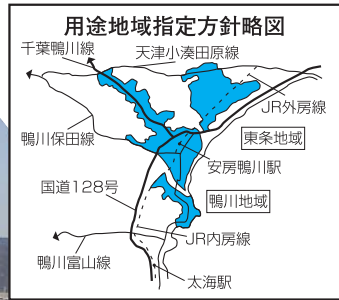 用途地域指定方針略図
千葉鴨川線
天津小湊田原線
JR外房線
鴨川保田線
東条地域
安房鴨川駅
国道128号
鴨川地域
JR内房線
鴨川富山線
太海駅